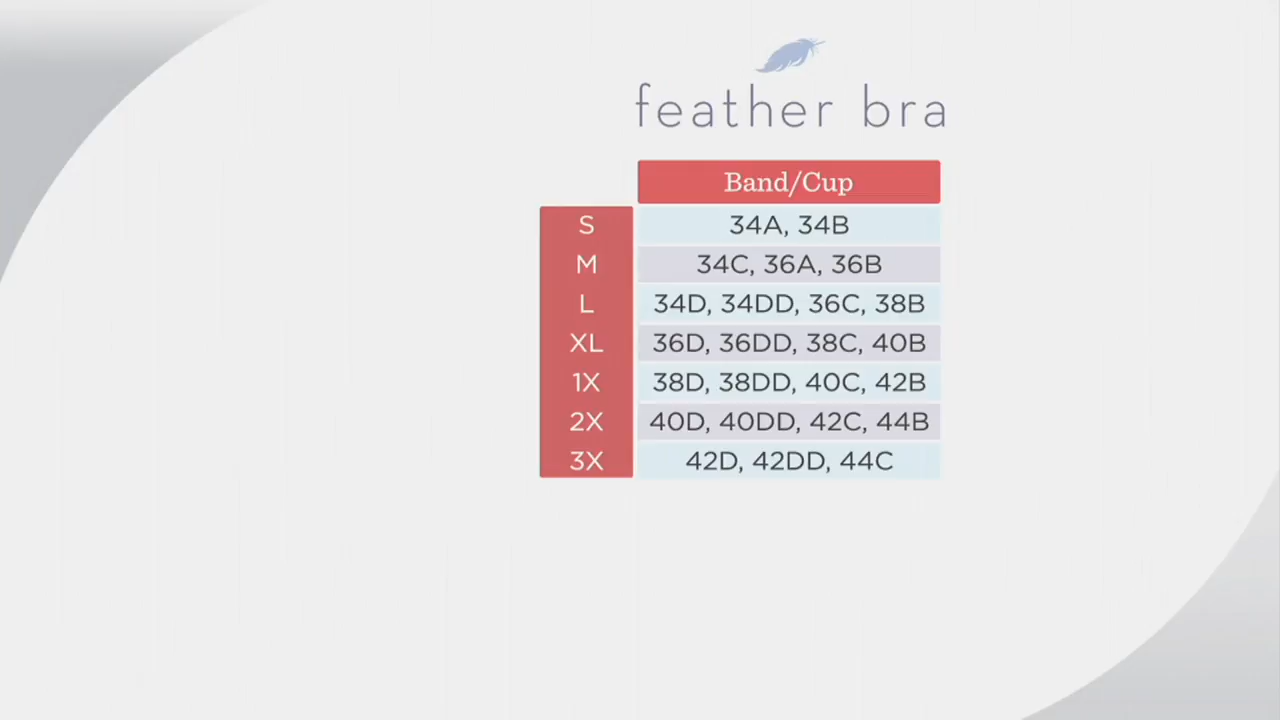 feather bra
Band/Cup
S 34A, 34B
M 34C, 36A, 36B
L 34D, 34DD, 36C, 38B
XL 36D, 36DD, 38C, 40B
1X 38D, 38DD, 40C, 42B
2X 40D, 40DD, 42C, 44B
3X 42D, 42DD, 44C